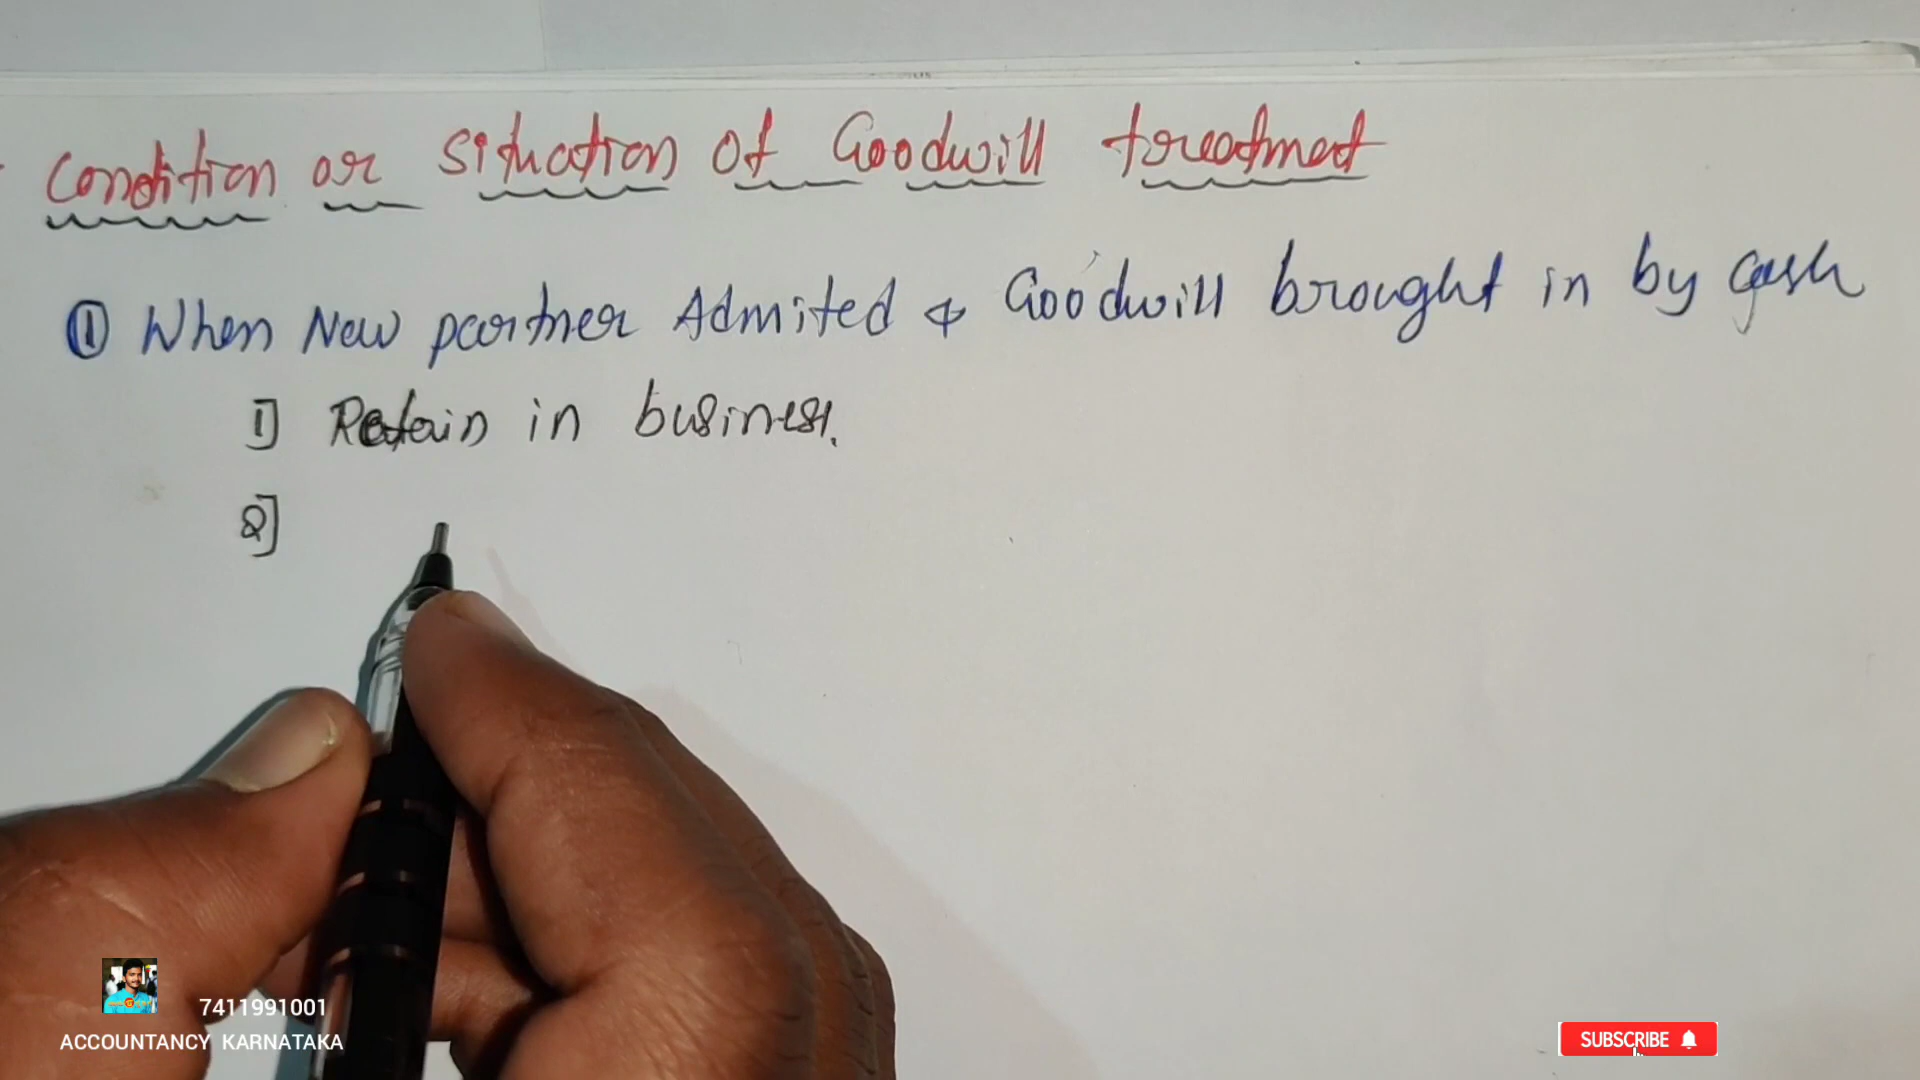 Condition or situation of Goodwill treatment
① When New partner Admited & Goodwill brought in by cash
1] Retain in business.
2]
7411991001
ACCOUNTANCY KARNATAKA
SUBSCRIBE